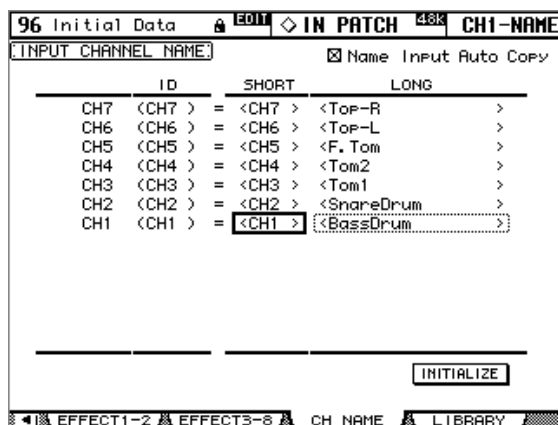 96 Initial Data EDIT IN PATCH 48K CH1-NAME
INPUT CHANNEL NAME
Name Input Auto Copy
ID SHORT LONG
CH7 (CH7 ) = <CH7 > <Top-R >
CH6 (CH6 ) = <CH6 > <Top-L >
CH5 (CH5 ) = <CH5 > <F.Tom >
CH4 (CH4 ) = <CH4 > <Tom2 >
CH3 (CH3 ) = <CH3 > <Tom1 >
CH2 (CH2 ) = <CH2 > <SnareDrum >
CH1 (CH1 ) = <CH1 > <BassDrum >
INITIALIZE
EFFECT1-2 EFFECT3-8 CH NAME LIBRARY